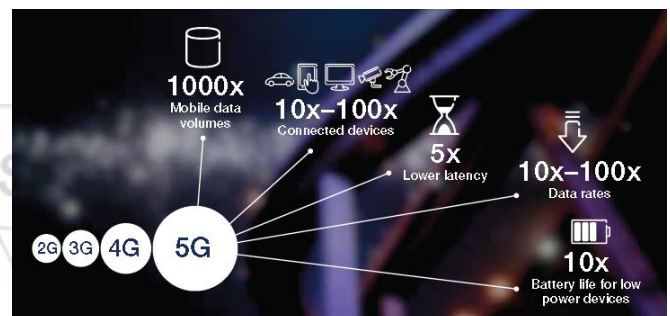 1000x
Mobile data
volumes
10x–100x
Connected devices
5x
Lower latency
10x–100x
Data rates
10x
Battery life for low
power devices
2G 3G 4G 5G